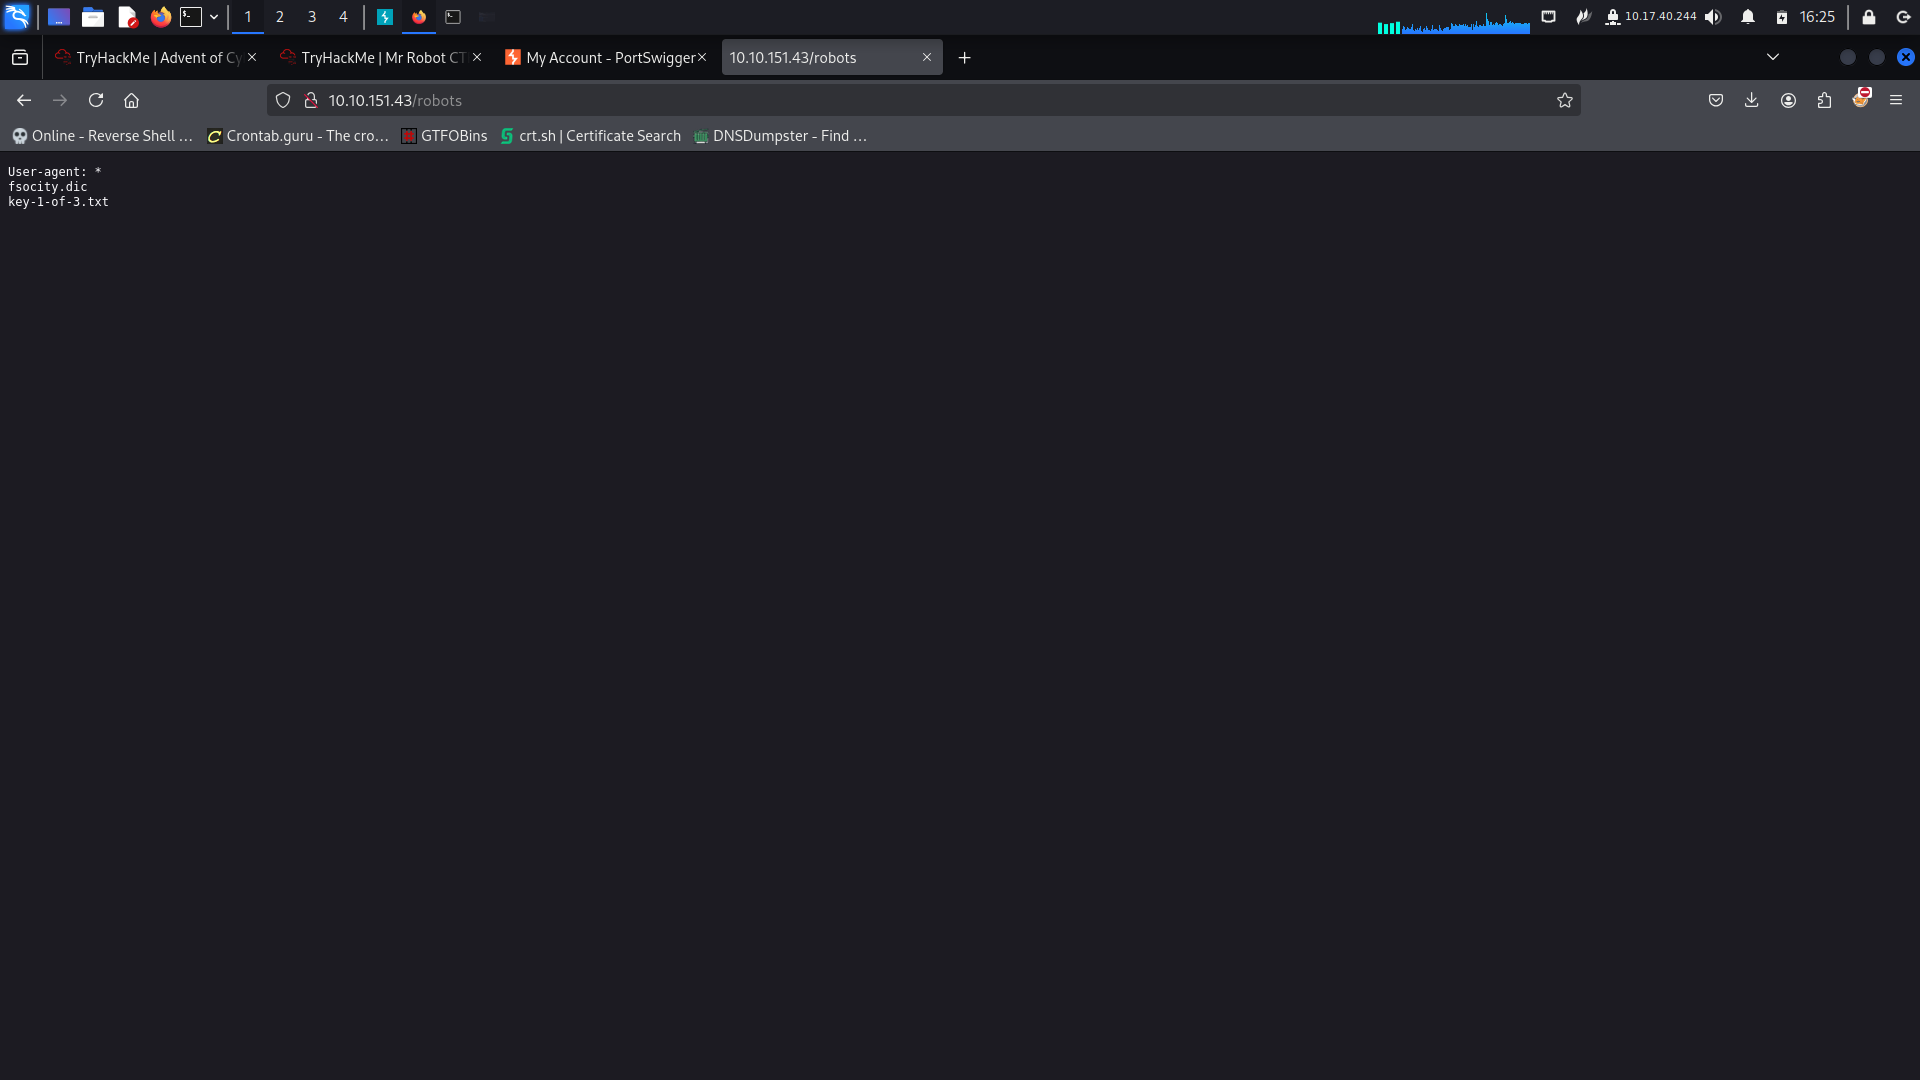 1 2 3 4 10.17.40.244 16:25
TryHackMe | Advent of Cy TryHackMe | Mr Robot CT My Account - PortSwigger 10.10.151.43/robots
10.10.151.43/robots
Online - Reverse Shell … Crontab.guru - The cro… GTFOBins crt.sh | Certificate Search DNSDumpster - Find …
User-agent: *
fsocity.dic
key-1-of-3.txt